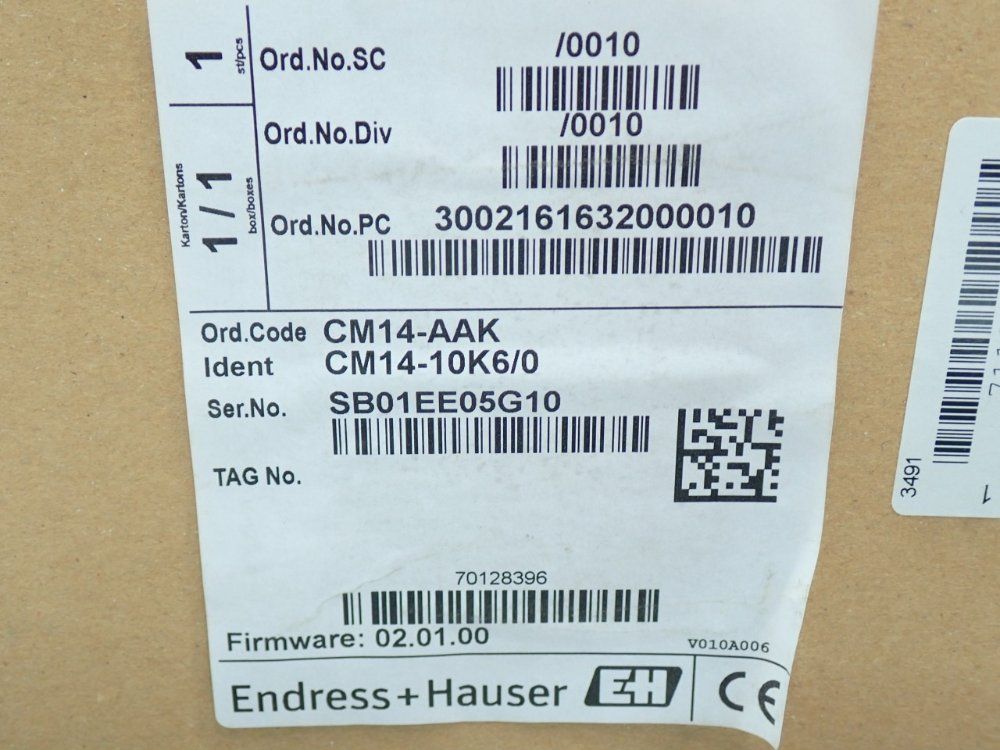 1 st/pcs
Ord.No.SC /0010
Ord.No.Div /0010
Karton/Kartons
1 / 1
box/boxes
Ord.No.PC 3002161632000010
Ord.Code CM14-AAK
Ident CM14-10K6/0
Ser.No. SB01EE05G10
TAG No.
70128396
Firmware: 02.01.00
V010A006
Endress+Hauser EH CE
3491
1